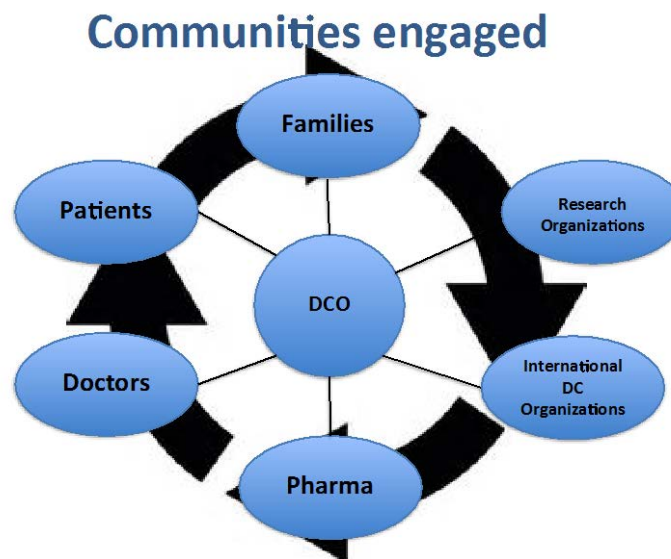 Communities engaged
Families
Patients
Research
Organizations
DCO
Doctors
International
DC
Organizations
Pharma